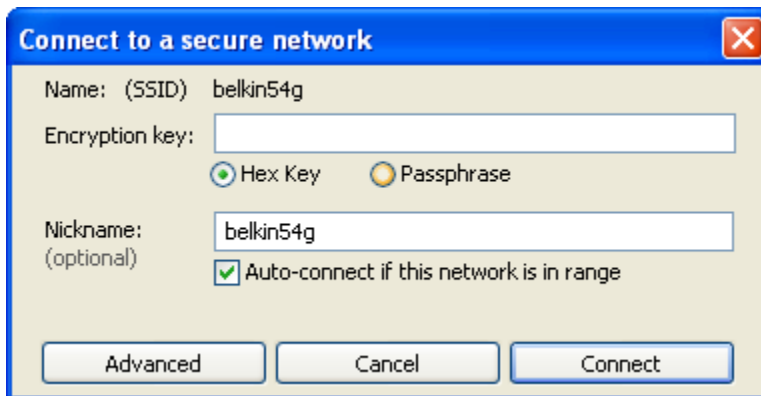 Connect to a secure network
Name: (SSID) belkin54g
Encryption key:
Hex Key Passphrase
Nickname: belkin54g
(optional)
Auto-connect if this network is in range
Advanced Cancel Connect